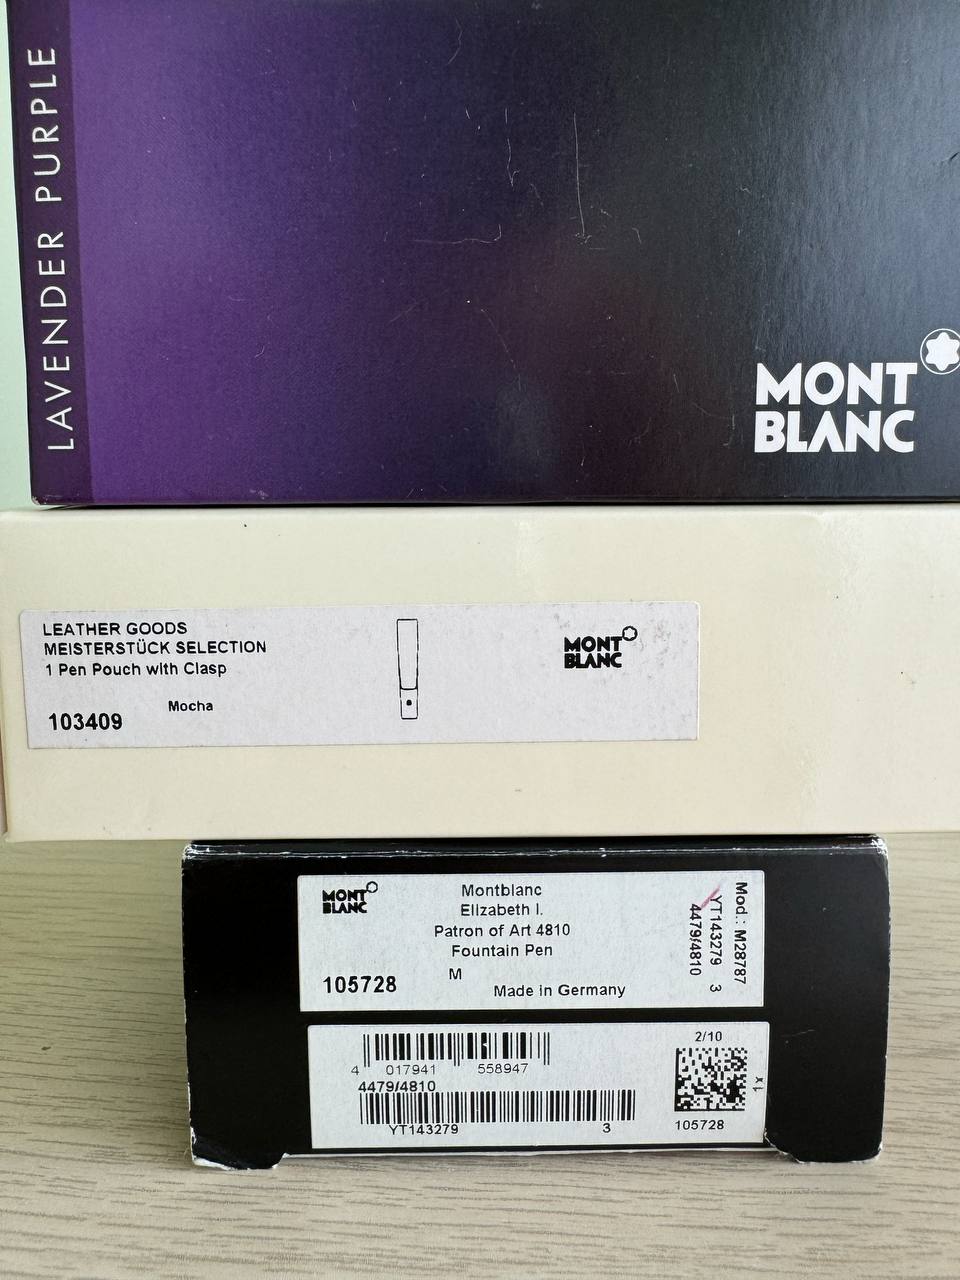 LAVENDER PURPLE
MONT
BLANC
LEATHER GOODS
MEISTERSTÜCK SELECTION
1 Pen Pouch with Clasp
Mocha
103409
MONT
BLANC
MONT
BLANC
Montblanc
Elizabeth I.
Patron of Art 4810
Fountain Pen
M
105728
Made in Germany
Mod.: M28787
YT143279 3
4479/4810
4 017941 558947
4479/4810
YT143279 3
2/10
1x
105728